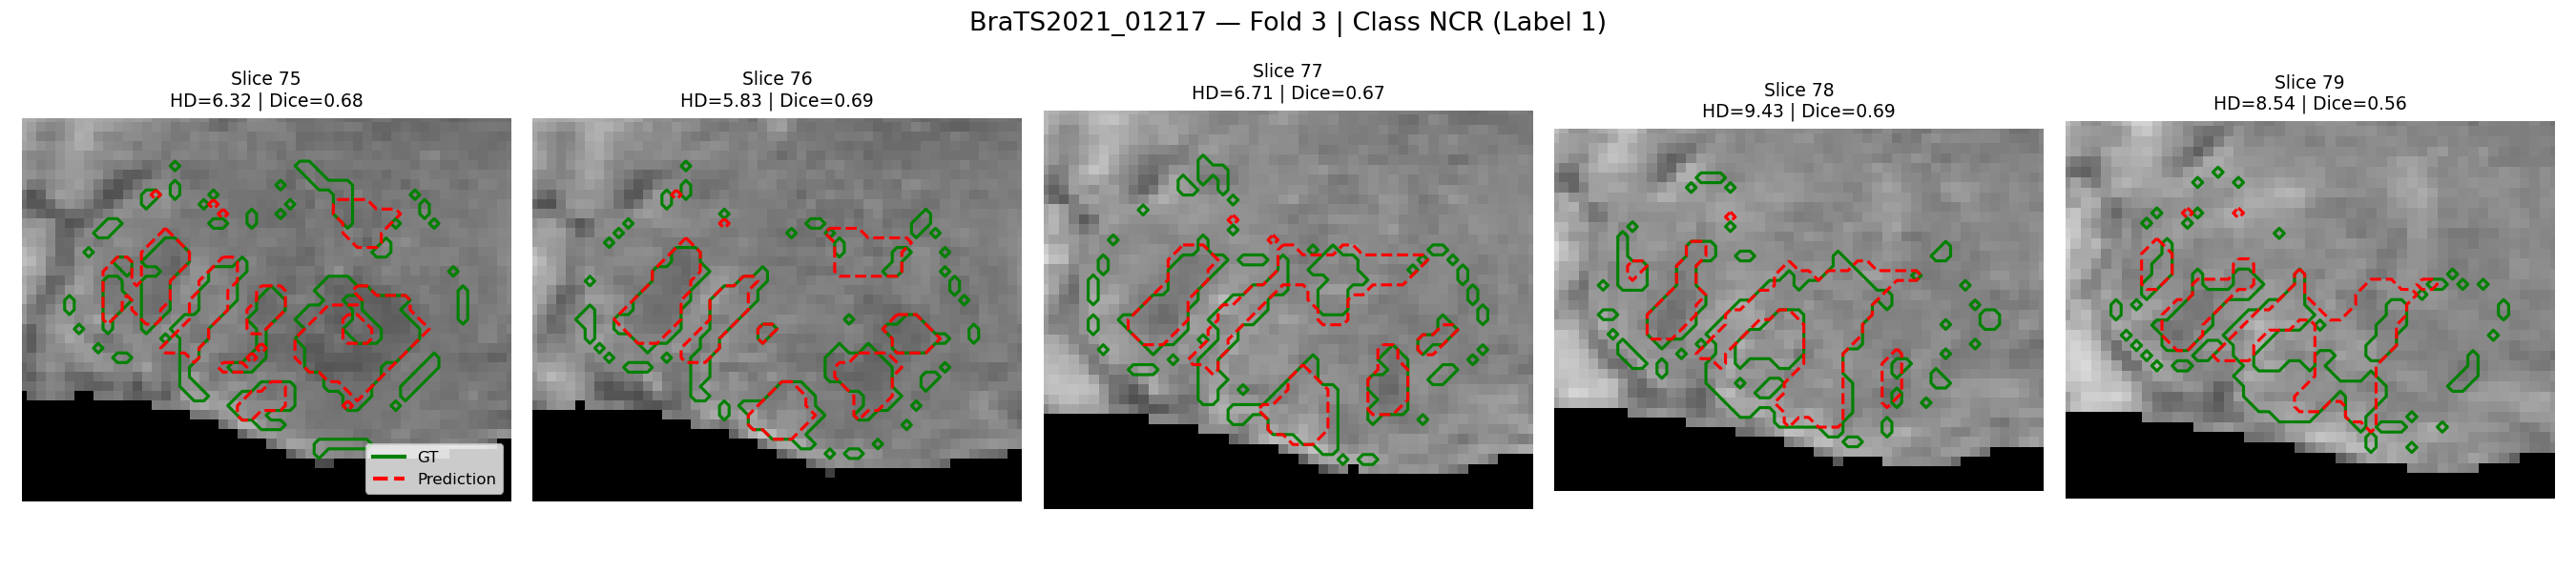 BraTS2021_01217 — Fold 3 | Class NCR (Label 1)
Slice 75
HD=6.32 | Dice=0.68
Slice 76
HD=5.83 | Dice=0.69
Slice 77
HD=6.71 | Dice=0.67
Slice 78
HD=9.43 | Dice=0.69
Slice 79
HD=8.54 | Dice=0.56
GT
Prediction